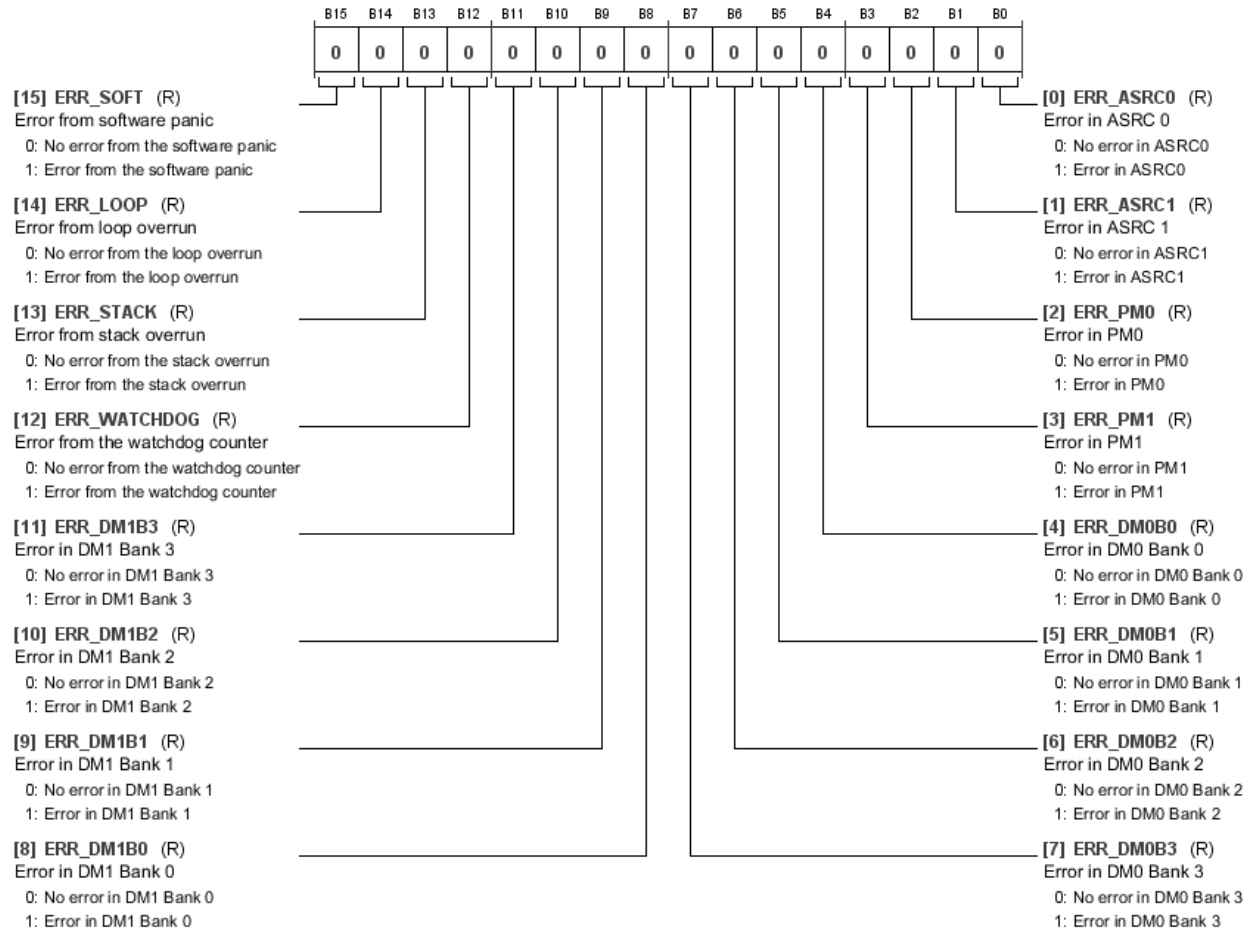 B15 B14 B13 B12 B11 B10 B9 B8 B7 B6 B5 B4 B3 B2 B1 B0
0 0 0 0 0 0 0 0 0 0 0 0 0 0 0 0
[15] ERR_SOFT (R)
Error from software panic
0: No error from the software panic
1: Error from the software panic
[14] ERR_LOOP (R)
Error from loop overrun
0: No error from the loop overrun
1: Error from the loop overrun
[13] ERR_STACK (R)
Error from stack overrun
0: No error from the stack overrun
1: Error from the stack overrun
[12] ERR_WATCHDOG (R)
Error from the watchdog counter
0: No error from the watchdog counter
1: Error from the watchdog counter
[11] ERR_DM1B3 (R)
Error in DM1 Bank 3
0: No error in DM1 Bank 3
1: Error in DM1 Bank 3
[10] ERR_DM1B2 (R)
Error in DM1 Bank 2
0: No error in DM1 Bank 2
1: Error in DM1 Bank 2
[9] ERR_DM1B1 (R)
Error in DM1 Bank 1
0: No error in DM1 Bank 1
1: Error in DM1 Bank 1
[8] ERR_DM1B0 (R)
Error in DM1 Bank 0
0: No error in DM1 Bank 0
1: Error in DM1 Bank 0
[0] ERR_ASRC0 (R)
Error in ASRC 0
0: No error in ASRC0
1: Error in ASRC0
[1] ERR_ASRC1 (R)
Error in ASRC 1
0: No error in ASRC1
1: Error in ASRC1
[2] ERR_PM0 (R)
Error in PM0
0: No error in PM0
1: Error in PM0
[3] ERR_PM1 (R)
Error in PM1
0: No error in PM1
1: Error in PM1
[4] ERR_DM0B0 (R)
Error in DM0 Bank 0
0: No error in DM0 Bank 0
1: Error in DM0 Bank 0
[5] ERR_DM0B1 (R)
Error in DM0 Bank 1
0: No error in DM0 Bank 1
1: Error in DM0 Bank 1
[6] ERR_DM0B2 (R)
Error in DM0 Bank 2
0: No error in DM0 Bank 2
1: Error in DM0 Bank 2
[7] ERR_DM0B3 (R)
Error in DM0 Bank 3
0: No error in DM0 Bank 3
1: Error in DM0 Bank 3